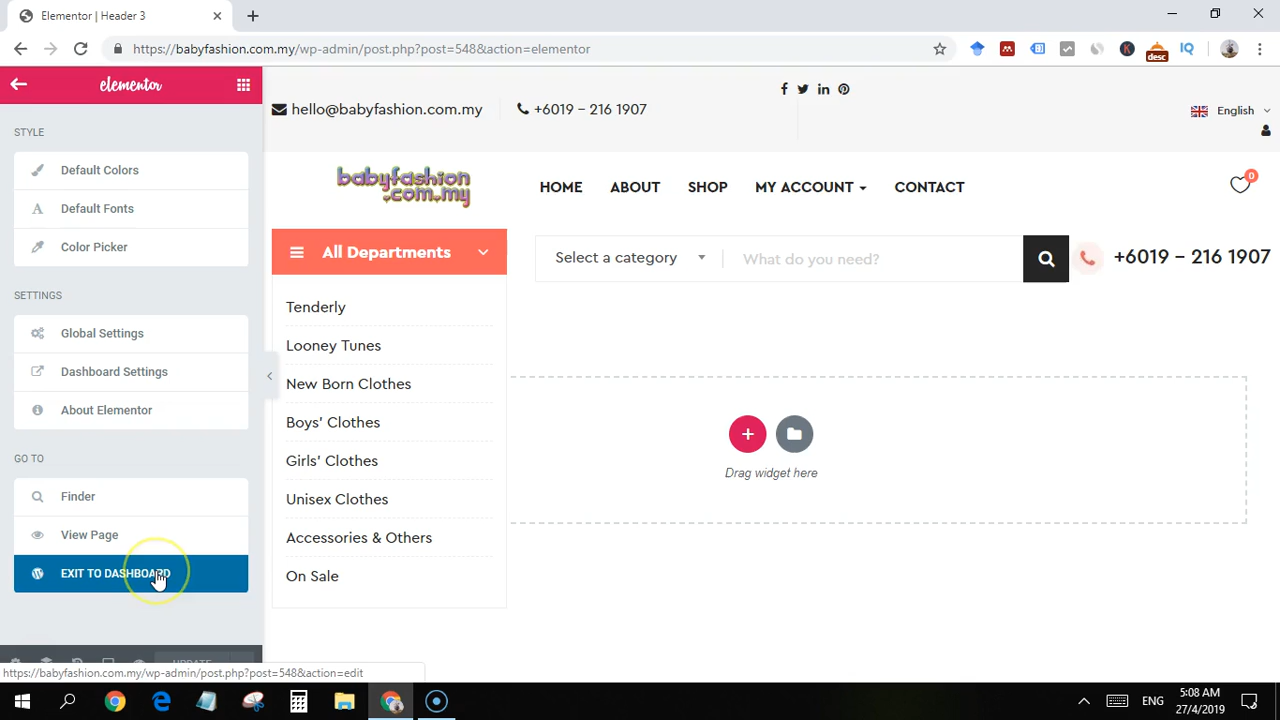 Elementor | Header 3
https://babyfashion.com.my/wp-admin/post.php?post=548&action=elementor
desc
K
IQ
elementor
STYLE
Default Colors
Default Fonts
Color Picker
SETTINGS
Global Settings
Dashboard Settings
About Elementor
GO TO
Finder
View Page
EXIT TO DASHBOARD
hello@babyfashion.com.my
+6019 - 216 1907
English
babyfashion
.com.my
HOME
ABOUT
SHOP
MY ACCOUNT
CONTACT
0
All Departments
Select a category
What do you need?
+6019 - 216 1907
Tenderly
Looney Tunes
New Born Clothes
Boys' Clothes
Girls' Clothes
Unisex Clothes
Accessories & Others
On Sale
Drag widget here
UPDATE
https://babyfashion.com.my/wp-admin/post.php?post=548&action=edit
ENG
5:08 AM
27/4/2019